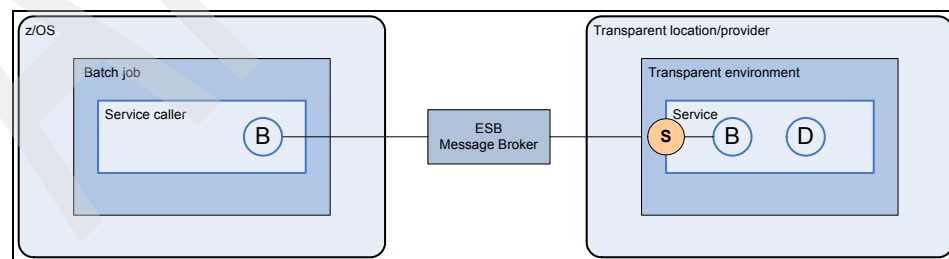 z/OS
Transparent location/provider
Batch job
Transparent environment
Service caller
B
ESB
Message Broker
Service
S
B
D